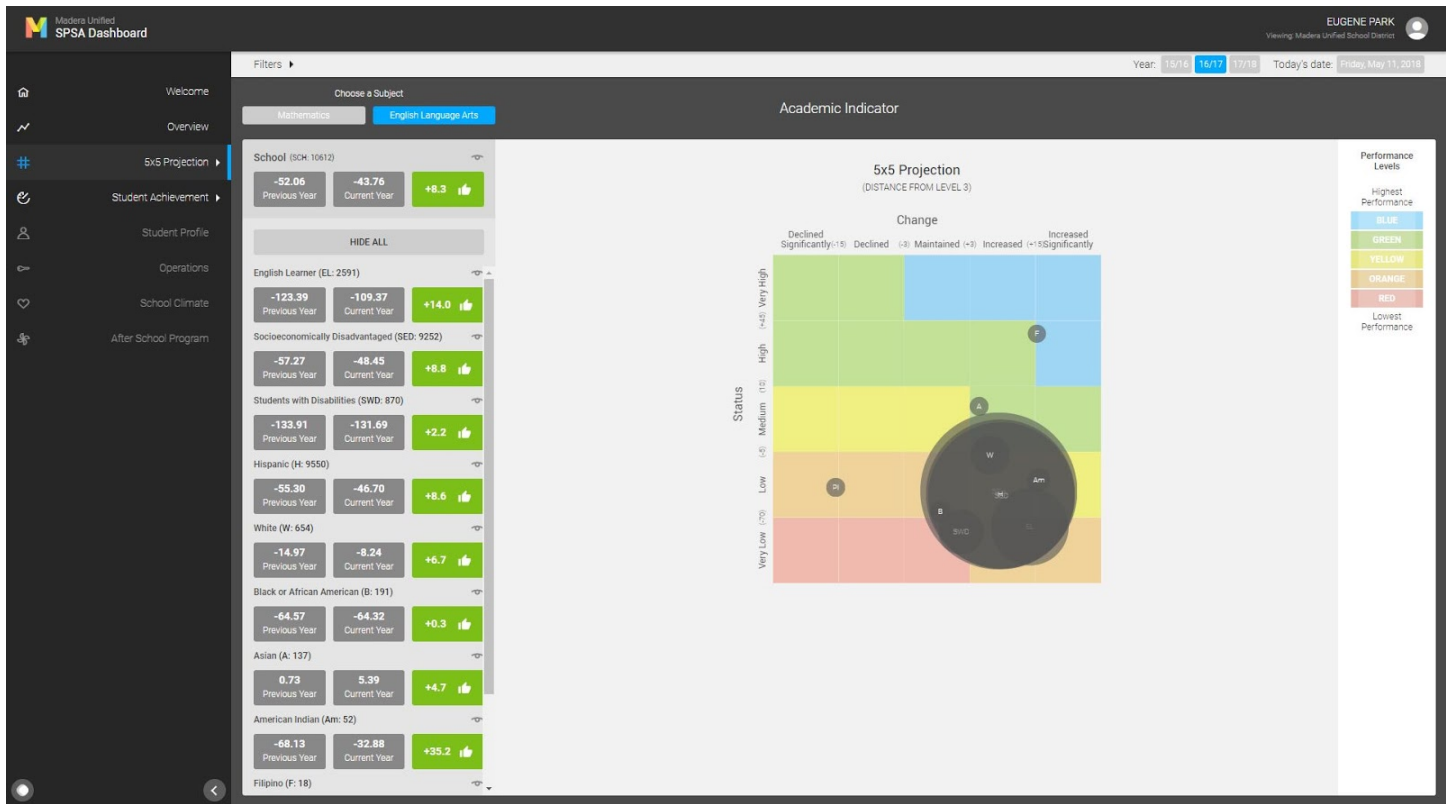 Madera Unified
SPSA Dashboard
EUGENE PARK
Viewing: Madera Unified School District
Filters
Year: 15/16 16/17 17/18 Today's date: Friday, May 11, 2018
Welcome
Overview
5x5 Projection
Student Achievement
Student Profile
Operations
School Climate
After School Program
Choose a Subject
Mathematics English Language Arts
Academic Indicator
School (SCH: 10612)
-52.06 -43.76 +8.3
Previous Year Current Year
HIDE ALL
English Learner (EL: 2591)
-123.39 -109.37 +14.0
Previous Year Current Year
Socioeconomically Disadvantaged (SED: 9252)
-57.27 -48.45 +8.8
Previous Year Current Year
Students with Disabilities (SWD: 870)
-133.91 -131.69 +2.2
Previous Year Current Year
Hispanic (H: 9550)
-55.30 -46.70 +8.6
Previous Year Current Year
White (W: 654)
-14.97 -8.24 +6.7
Previous Year Current Year
Black or African American (B: 191)
-64.57 -64.32 +0.3
Previous Year Current Year
Asian (A: 137)
0.73 5.39 +4.7
Previous Year Current Year
American Indian (Am: 52)
-68.13 -32.88 +35.2
Previous Year Current Year
Filipino (F: 18)
5x5 Projection
(DISTANCE FROM LEVEL 3)
Change
Declined Significantly (-15) Declined (-3) Maintained (+3) Increased (+15) Increased Significantly
Status
Very High
(+45)
High
(10)
Medium
(-5)
Low
(-70)
Very Low
F
A
W
Am
PI
B
SWD
EL
Performance
Levels
Highest
Performance
BLUE
GREEN
YELLOW
ORANGE
RED
Lowest
Performance